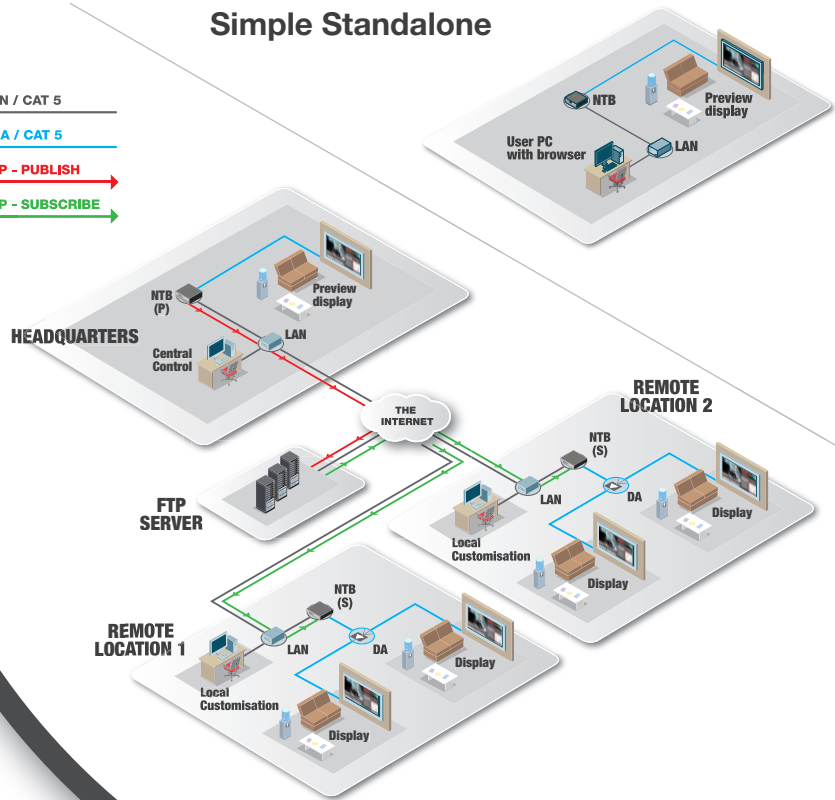 Simple Standalone
N / CAT 5
A / CAT 5
P - PUBLISH
P - SUBSCRIBE
NTB
Preview
display
User PC
with browser
LAN
HEADQUARTERS
NTB
(P)
Preview
display
LAN
Central
Control
THE
INTERNET
FTP
SERVER
REMOTE
LOCATION 2
NTB
(S)
LAN
DA
Display
Local
Customisation
Display
REMOTE
LOCATION 1
NTB
(S)
LAN
DA
Display
Local
Customisation
Display